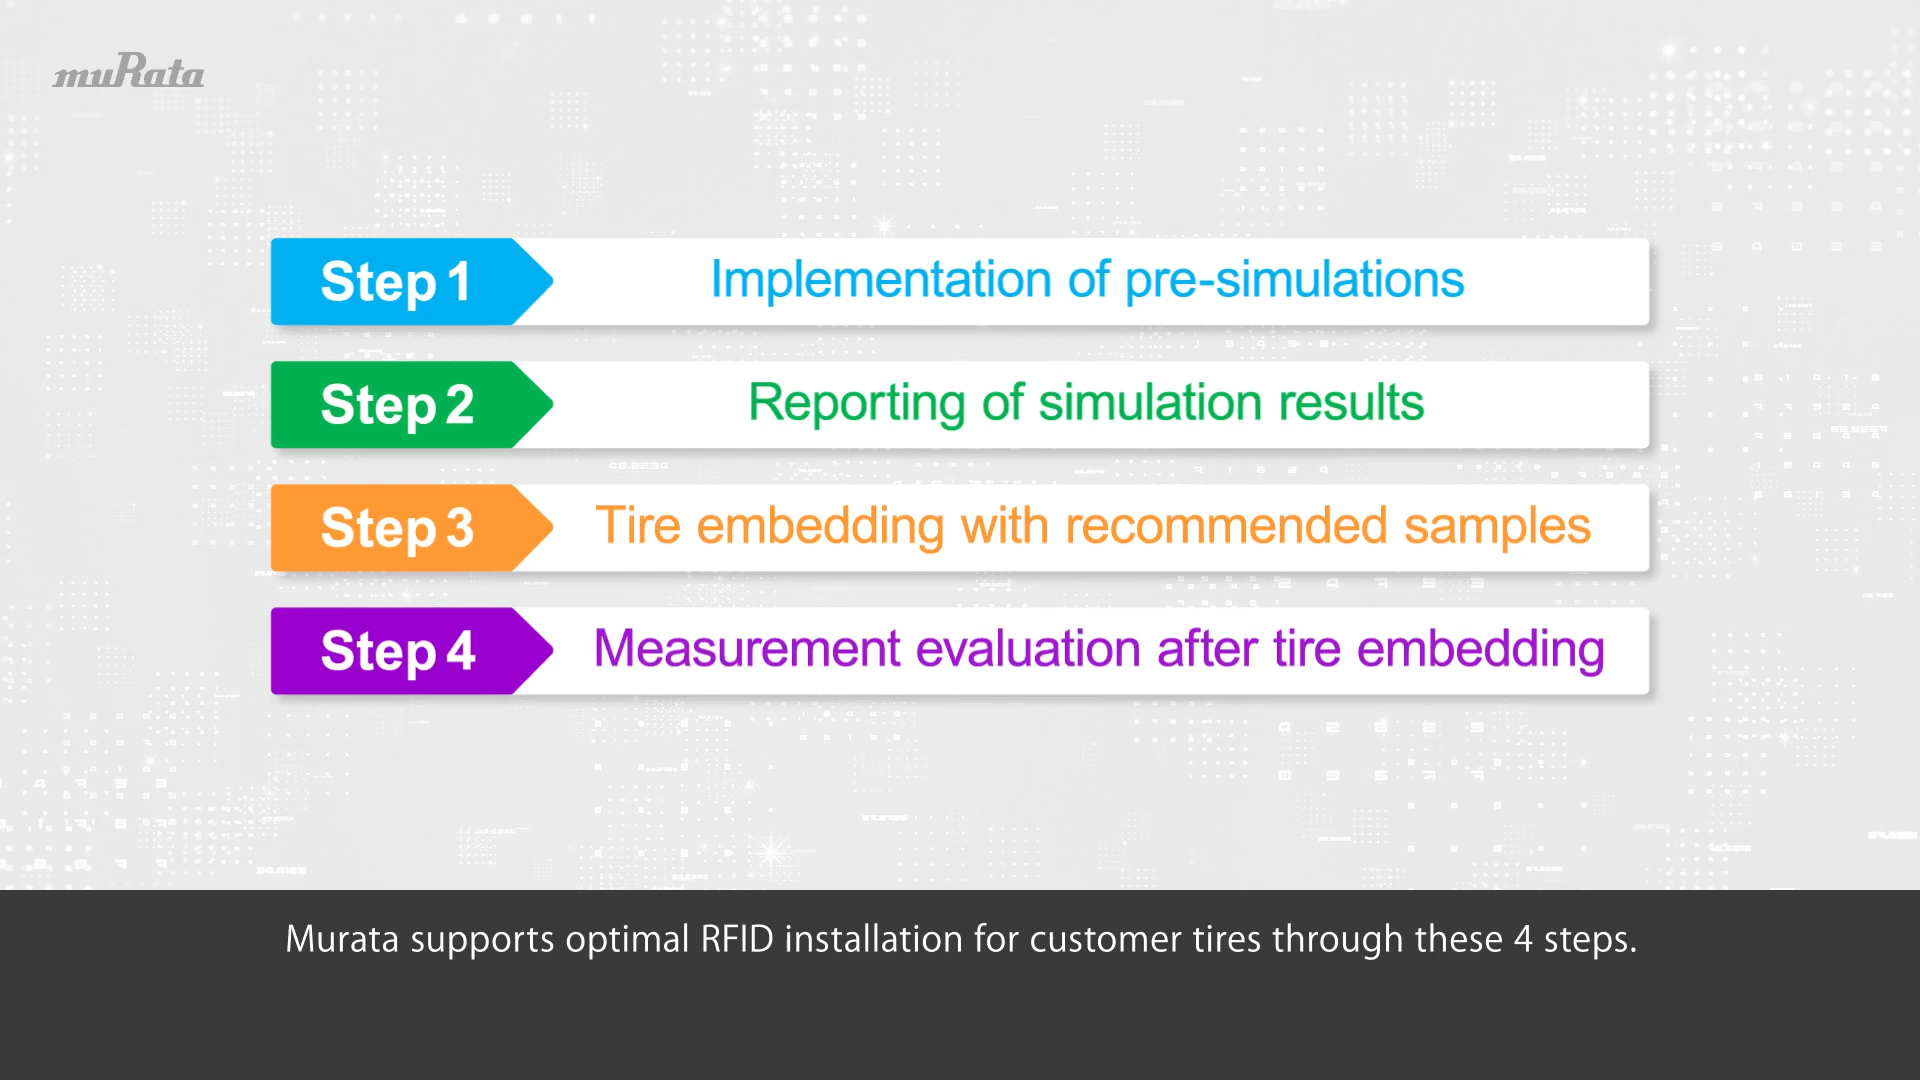 muRata
Step 1
Implementation of pre-simulations
Step 2
Reporting of simulation results
Step 3
Tire embedding with recommended samples
Step 4
Measurement evaluation after tire embedding
Murata supports optimal RFID installation for customer tires through these 4 steps.